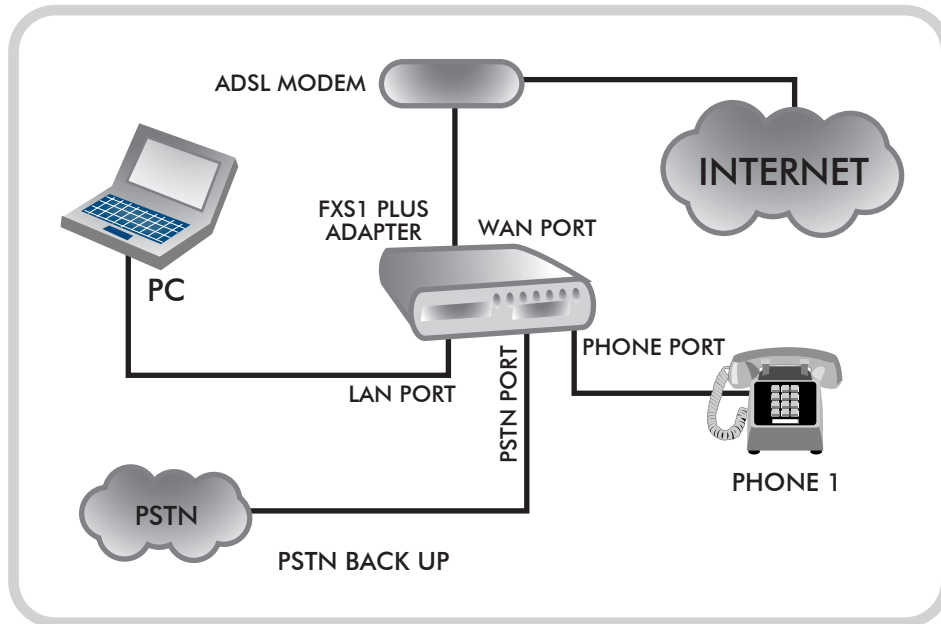 ADSL MODEM
INTERNET
FXS1 PLUS
ADAPTER
WAN PORT
PC
PHONE PORT
LAN PORT
PSTN PORT
PHONE 1
PSTN
PSTN BACK UP